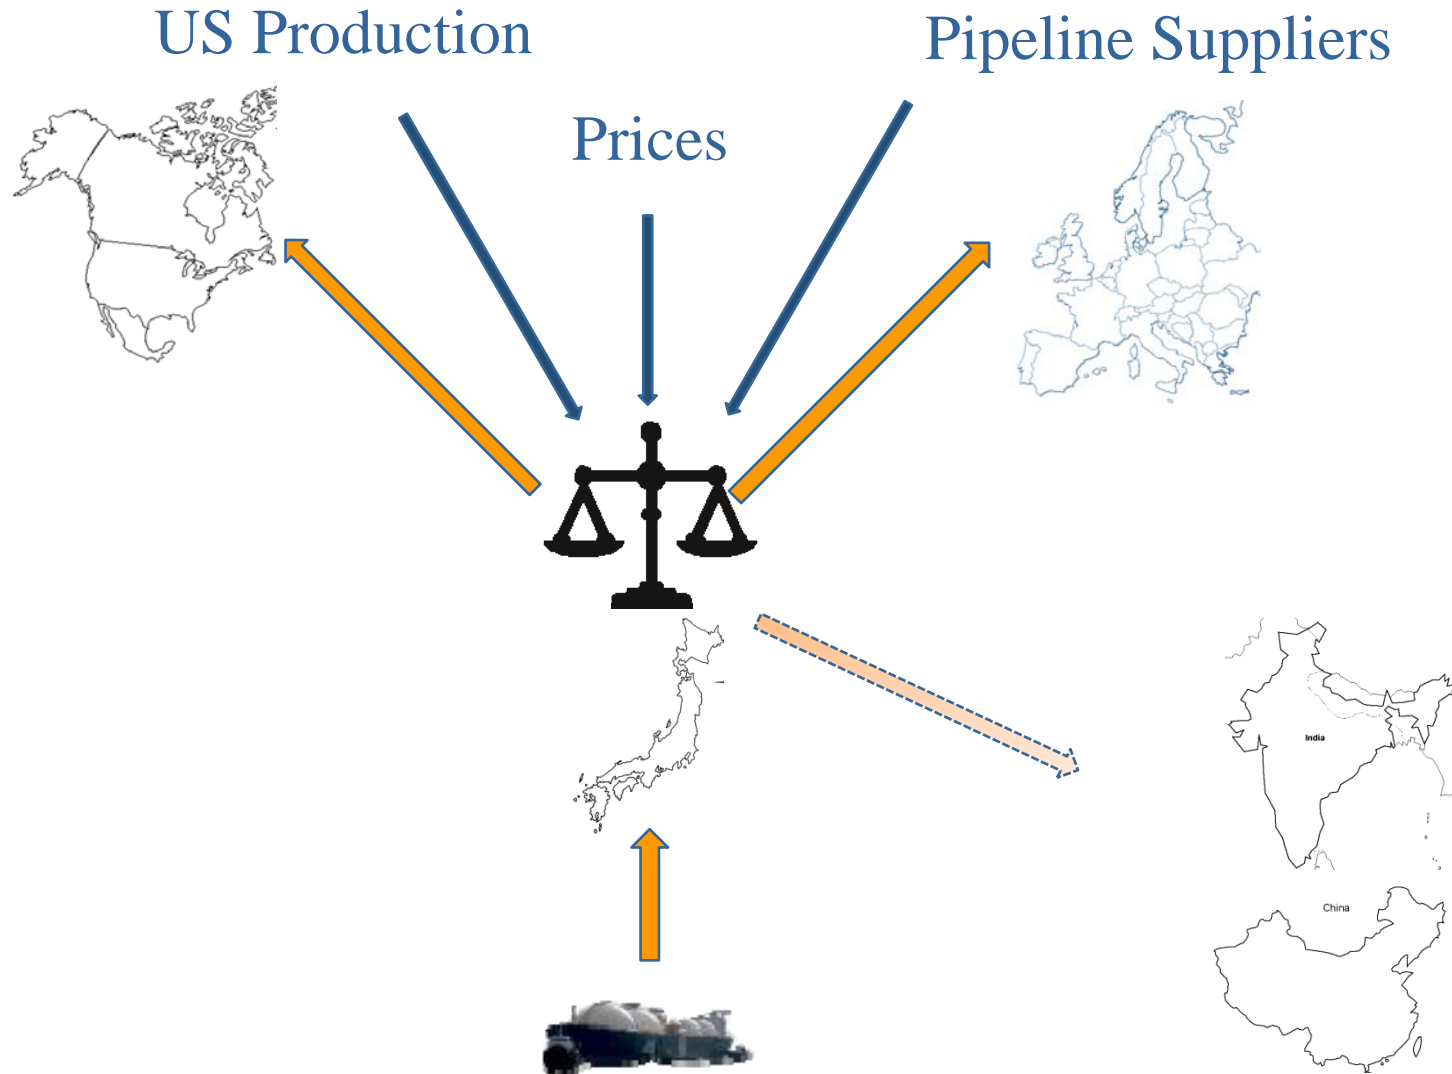 US Production
Pipeline Suppliers
Prices
India
China